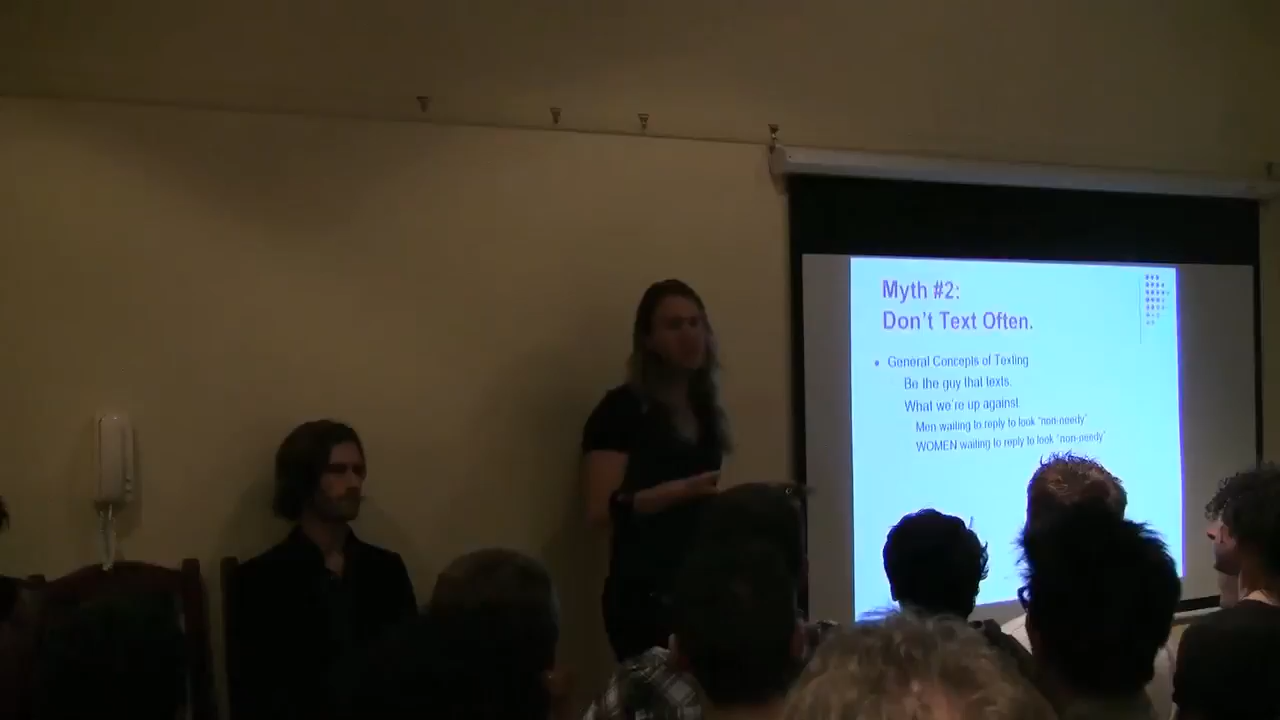 Myth #2:
Don't Text Often.
• General Concepts of Texting
Be the guy that texts.
What we're up against
Men waiting to reply to look "non-needy"
WOMEN waiting to reply to look "non-needy"